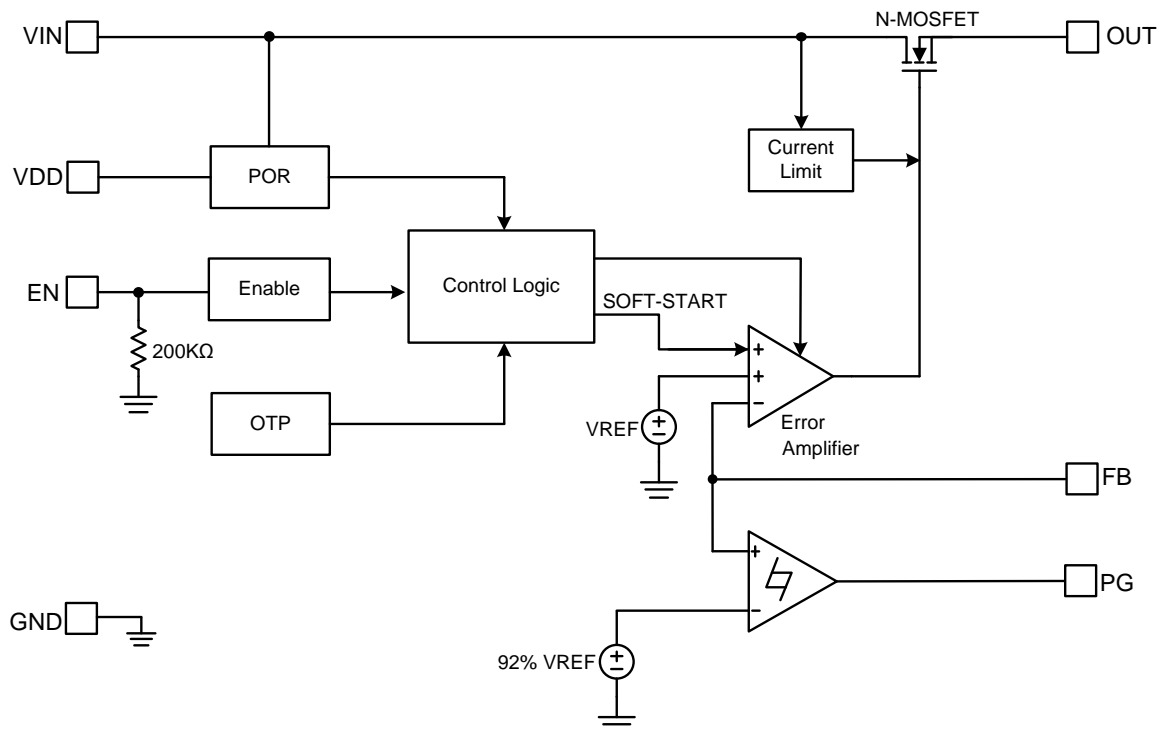 N-MOSFET
VIN
OUT
Current
Limit
VDD
POR
EN
Enable
Control Logic
SOFT-START
200KΩ
+
+
−
OTP
VREF
+
−
Error
Amplifier
FB
+
−
PG
GND
92% VREF
+
−